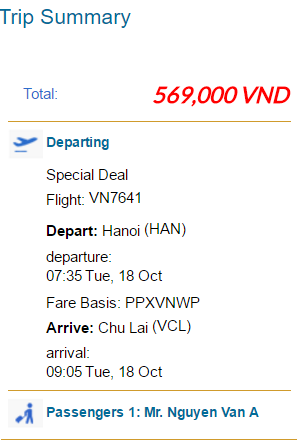 Trip Summary
Total: 569,000 VND
Departing
Special Deal
Flight: VN7641
Depart: Hanoi (HAN)
departure:
07:35 Tue, 18 Oct
Fare Basis: PPXVNWP
Arrive: Chu Lai (VCL)
arrival:
09:05 Tue, 18 Oct
Passengers 1: Mr. Nguyen Van A